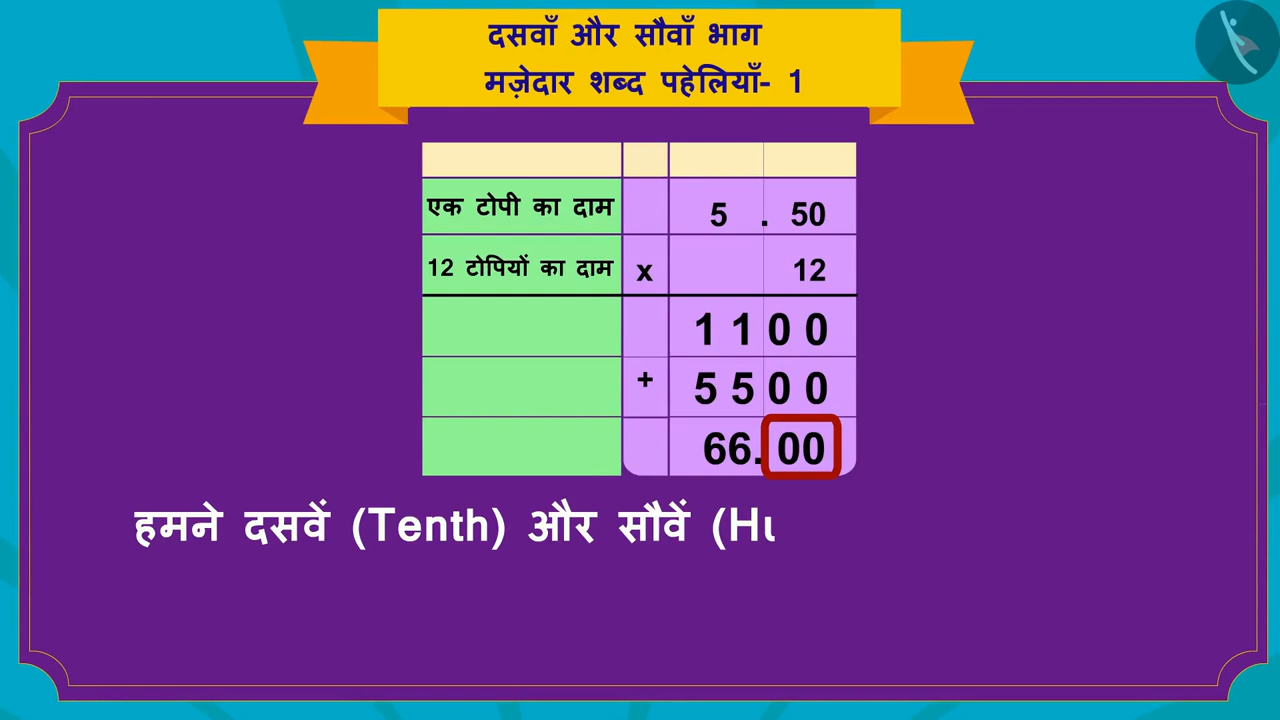 दसवाँ और सौवाँ भाग
मज़ेदार शब्द पहेलियाँ- 1
एक टोपी का दाम 5 . 50
12 टोपियों का दाम x 12
1 1 0 0
+ 5 5 0 0
66.00
हमने दसवें (Tenth) और सौवें (H